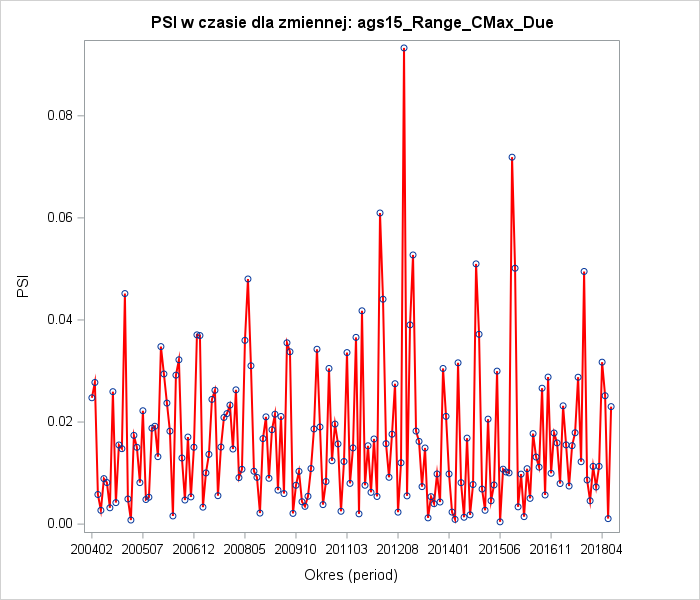 PSI w czasie dla zmiennej: ags15_Range_CMax_Due
PSI
0.08
0.06
0.04
0.02
0.00
200402 200507 200612 200805 200910 201103 201208 201401 201506 201611 201804
Okres (period)